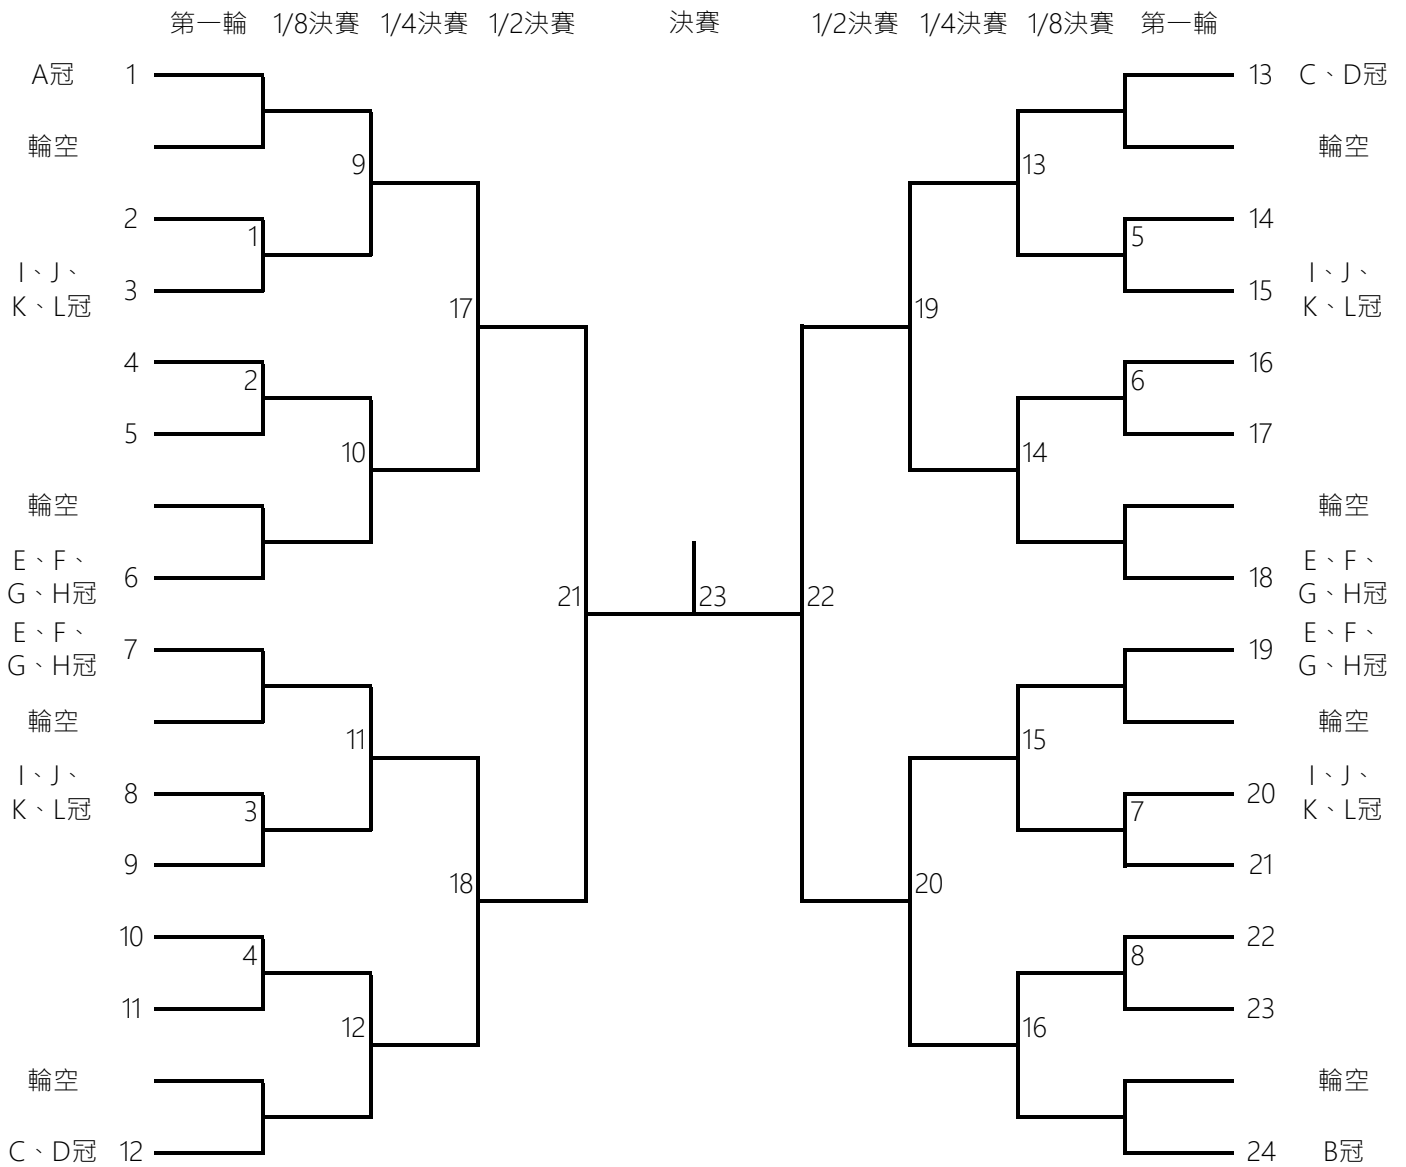 第一輪 1/8決賽 1/4決賽 1/2決賽 決賽 1/2決賽 1/4決賽 1/8決賽 第一輪
A冠 1 13 C、D冠
輪空 輪空
9 13
2 14
1 5
I、J、 I、J、
K、L冠 3 15 K、L冠
17 19
4 16
2 6
5 17
10 14
輪空 輪空
E、F、 E、F、
G、H冠 6 18 G、H冠
21 23 22
E、F、 E、F、
G、H冠 7 19 G、H冠
輪空 輪空
11 15
I、J、 I、J、
K、L冠 8 20 K、L冠
3 7
9 21
18 20
10 22
4 8
11 23
12 16
輪空 輪空
C、D冠 12 24 B冠